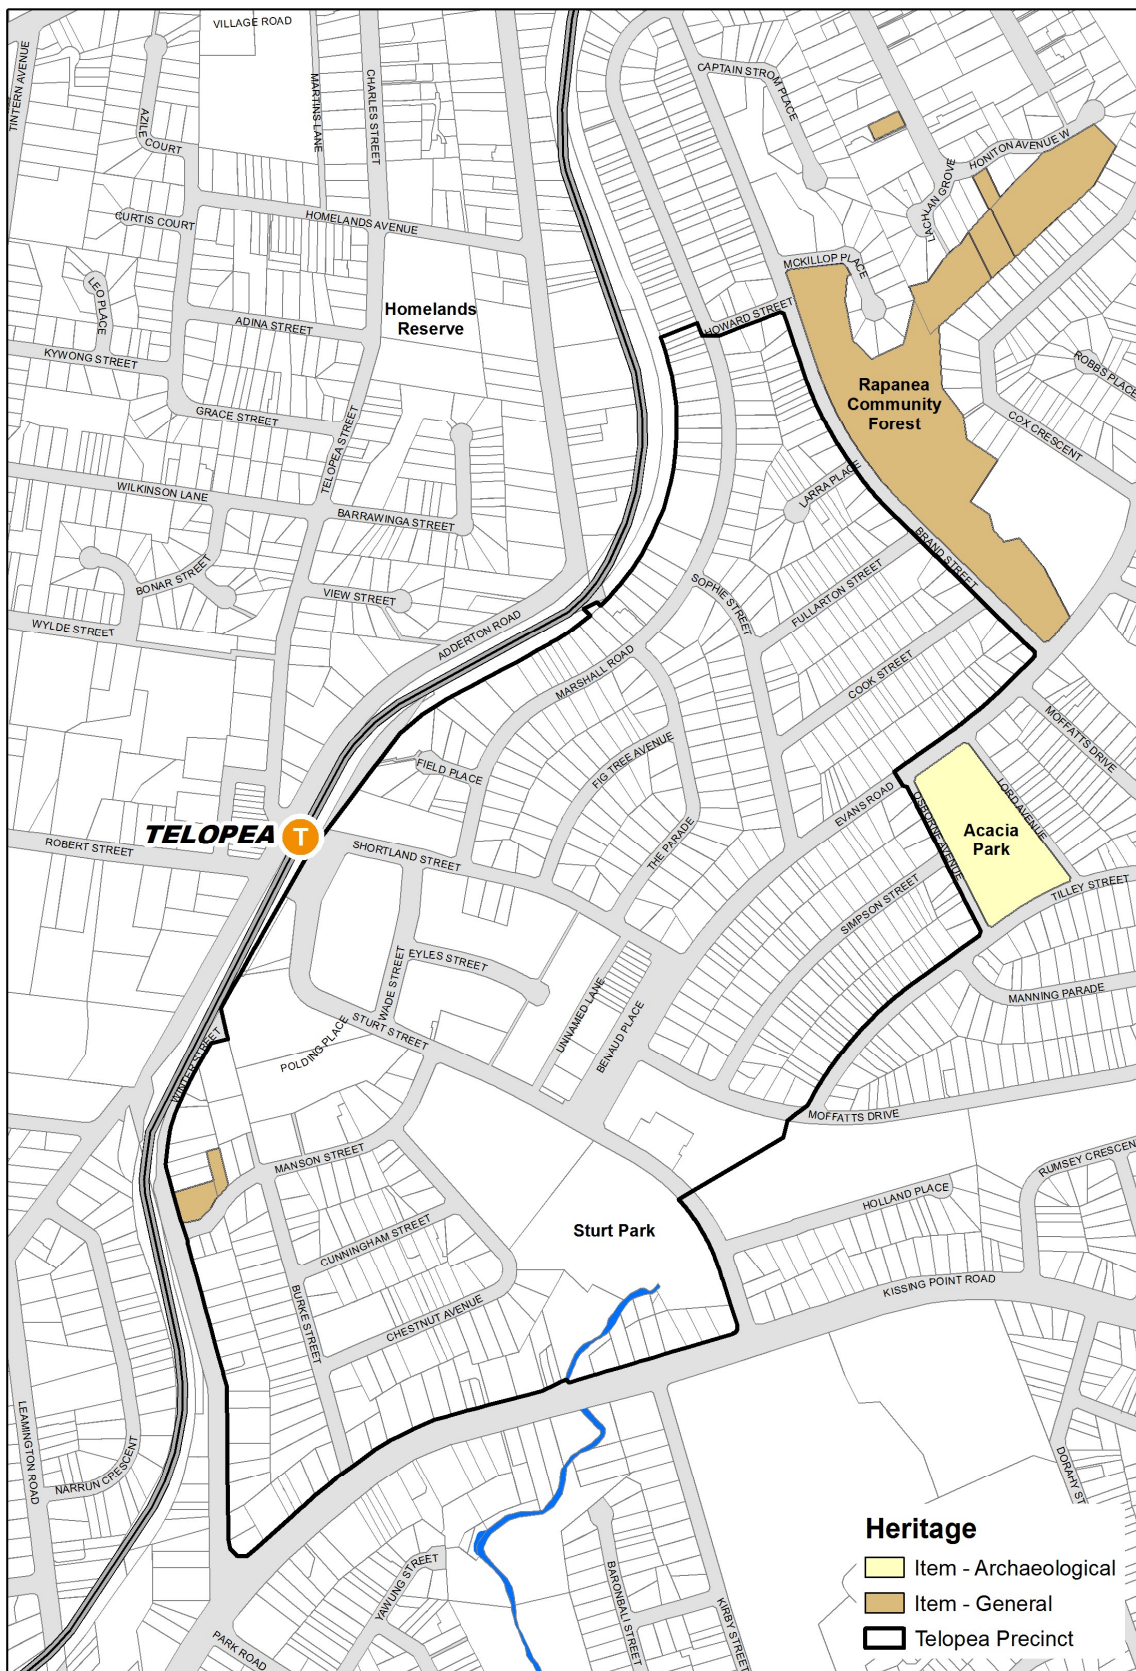 VILLAGE ROAD
TINTERN AVENUE
AZILE COURT
MARTINS LANE
CHARLES STREET
CAPTAIN STROM PLACE
HONITON AVENUE W
LACHLAN GROVE
CURTIS COURT
HOMELANDS AVENUE
MCKILLOP PLACE
LEO PLACE
ADINA STREET
Homelands
Reserve
HOWARD STREET
KYWONG STREET
ROBBS PLACE
Rapanea
Community
Forest
GRACE STREET
TELOPEA STREET
COX CRESCENT
WILKINSON LANE
BARRAWINGA STREET
LARRA PLACE
BRAND STREET
BONAR STREET
VIEW STREET
SOPHIE STREET
FULLARTON STREET
WYLDE STREET
ADDERTON ROAD
MARSHALL ROAD
COOK STREET
MOFFATTS DRIVE
FIG TREE AVENUE
FIELD PLACE
EVANS ROAD
OSBORNE AVENUE
LORD AVENUE
TELOPEA
T
Acacia
Park
ROBERT STREET
SHORTLAND STREET
THE PARADE
SIMPSON STREET
TILLEY STREET
EYLES STREET
WADE STREET
MANNING PARADE
UNNAMED LANE
BENAUD PLACE
STURT STREET
POLDING PLACE
WINTER STREET
MOFFATTS DRIVE
MANSON STREET
RUMSEY CRESCEN
HOLLAND PLACE
CUNNINGHAM STREET
Sturt Park
KISSING POINT ROAD
BURKE STREET
CHESTNUT AVENUE
LEAMINGTON ROAD
NARRUN CRESCENT
DORAHY ST
YAWUNG STREET
BARONBALI STREET
KIRBY STREET
PARK ROAD
Heritage
Item - Archaeological
Item - General
Telopea Precinct